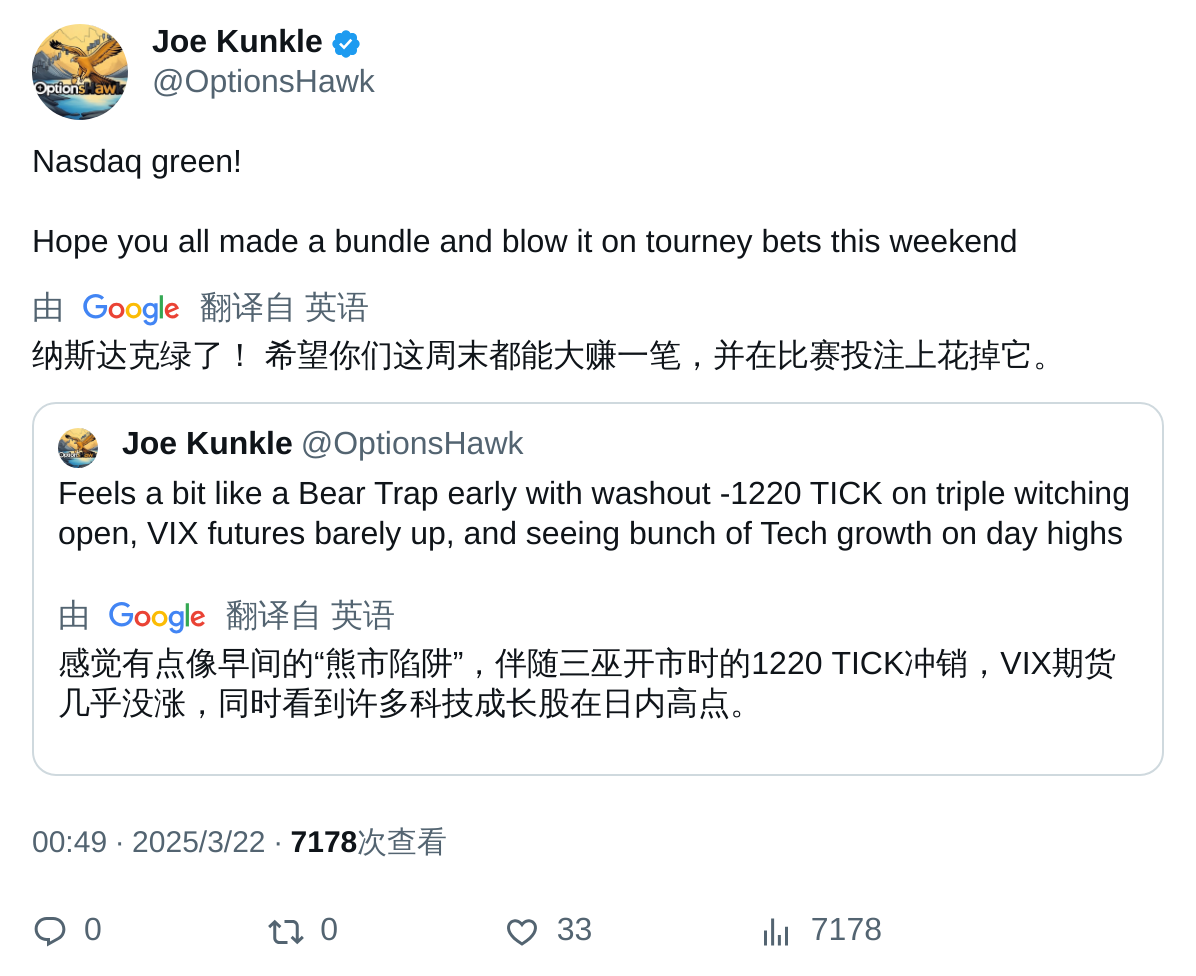 Joe Kunkle
@OptionsHawk
Nasdaq green!
Hope you all made a bundle and blow it on tourney bets this weekend
由 Google 翻译自 英语
纳斯达克绿了！ 希望你们这周末都能大赚一笔，并在比赛投注上花掉它。
Joe Kunkle @OptionsHawk
Feels a bit like a Bear Trap early with washout -1220 TICK on triple witching
open, VIX futures barely up, and seeing bunch of Tech growth on day highs
由 Google 翻译自 英语
感觉有点像早间的“熊市陷阱”，伴随三巫开市时的1220 TICK冲销，VIX期货
几乎没涨，同时看到许多科技成长股在日内高点。
00:49 · 2025/3/22 · 7178次查看
0 0 33 7178